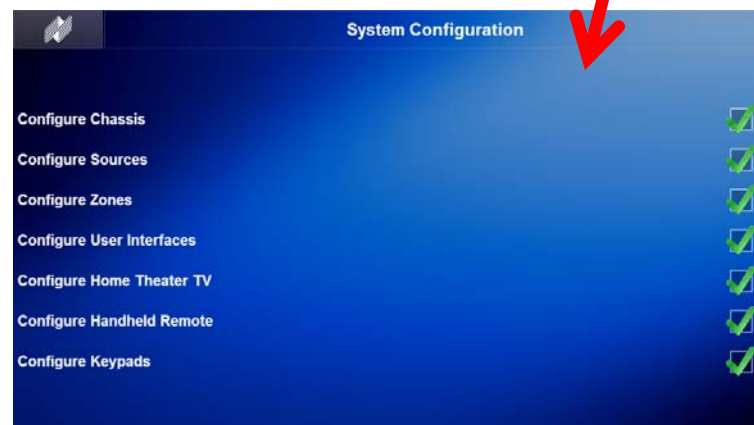 System Configuration
Configure Chassis
Configure Sources
Configure Zones
Configure User Interfaces
Configure Home Theater TV
Configure Handheld Remote
Configure Keypads